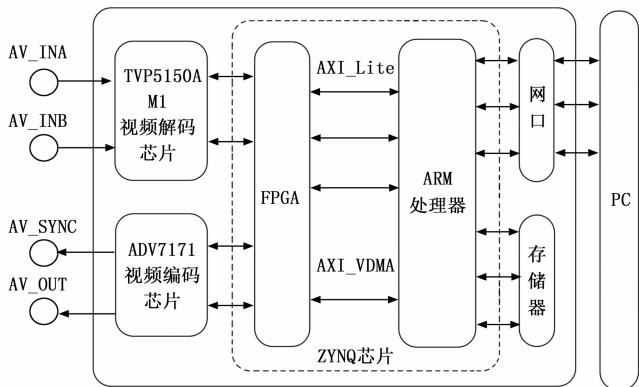 AV_INA
AV_INB
AV_SYNC
AV_OUT
TVP5150A
M1
视频解码
芯片
ADV7171
视频编码
芯片
FPGA
AXI_Lite
AXI_VDMA
ARM
处理器
ZYNQ芯片
网
口
存
储
器
PC